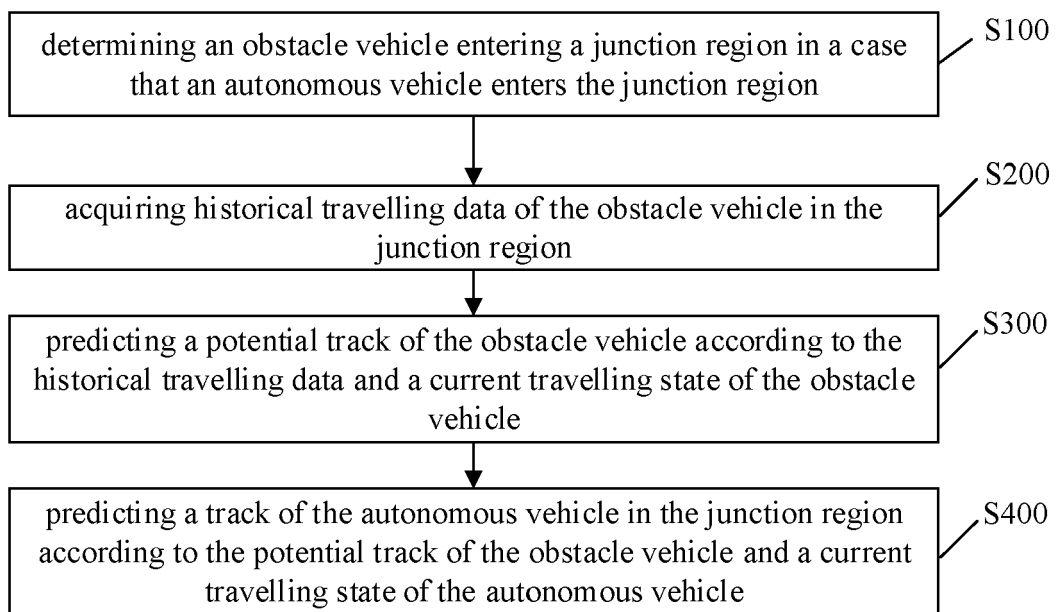 determining an obstacle vehicle entering a junction region in a case
that an autonomous vehicle enters the junction region
S100
acquiring historical travelling data of the obstacle vehicle in the
junction region
S200
predicting a potential track of the obstacle vehicle according to the
historical travelling data and a current travelling state of the obstacle
vehicle
S300
predicting a track of the autonomous vehicle in the junction region
according to the potential track of the obstacle vehicle and a current
travelling state of the autonomous vehicle
S400